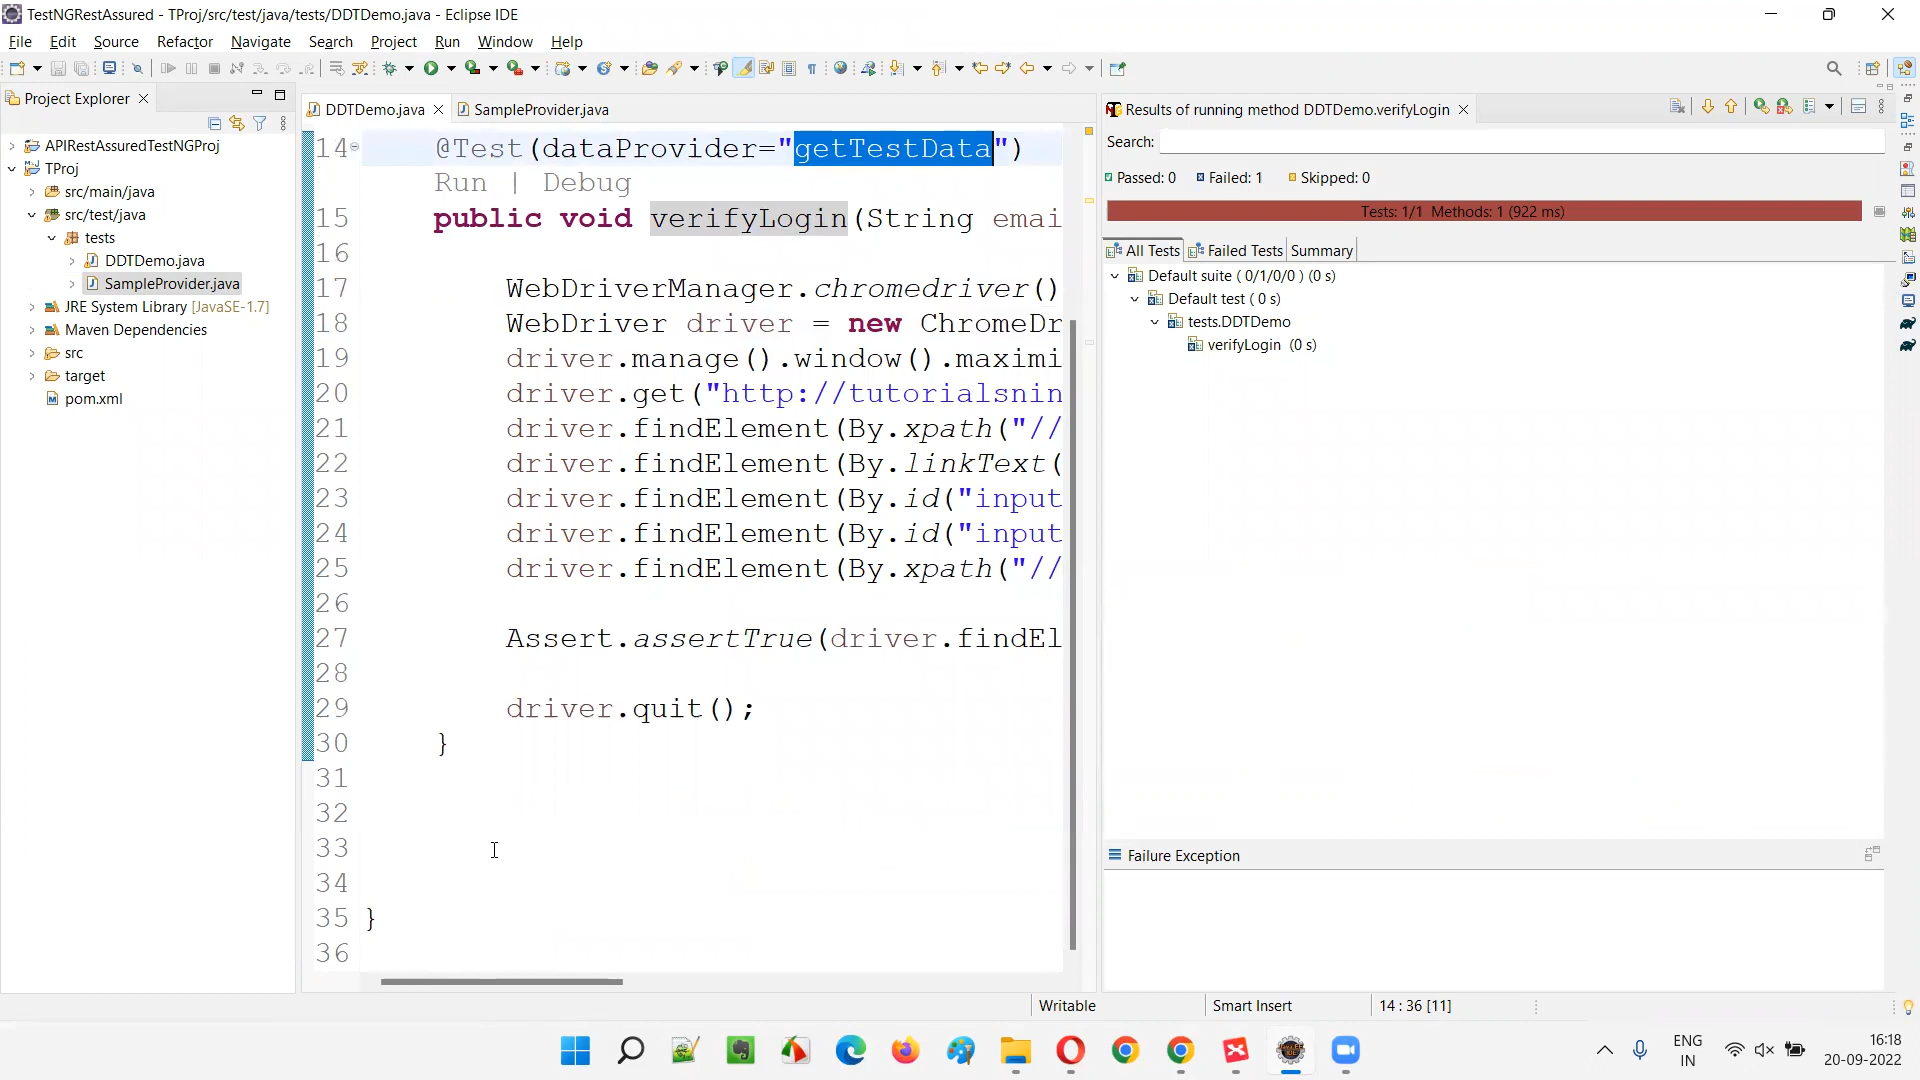 TestNGRestAssured - TProj/src/test/java/tests/DDTDemo.java - Eclipse IDE
File Edit Source Refactor Navigate Search Project Run Window Help
Project Explorer
APIRestAssuredTestNGProj
TProj
src/main/java
src/test/java
tests
DDTDemo.java
SampleProvider.java
JRE System Library [JavaSE-1.7]
Maven Dependencies
src
target
pom.xml
DDTDemo.java SampleProvider.java
14 @Test(dataProvider="getTestData")
Run | Debug
15 public void verifyLogin(String emai
16
17 WebDriverManager.chromedriver()
18 WebDriver driver = new ChromeDr
19 driver.manage().window().maximi
20 driver.get("http://tutorialsnin
21 driver.findElement(By.xpath("//
22 driver.findElement(By.linkText(
23 driver.findElement(By.id("input
24 driver.findElement(By.id("input
25 driver.findElement(By.xpath("//
26
27 Assert.assertTrue(driver.findEl
28
29 driver.quit();
30 }
31
32
33
34
35 }
36
Results of running method DDTDemo.verifyLogin
Search:
Passed: 0 Failed: 1 Skipped: 0
Tests: 1/1 Methods: 1 (922 ms)
All Tests Failed Tests Summary
Default suite ( 0/1/0/0 ) (0 s)
Default test ( 0 s)
tests.DDTDemo
verifyLogin (0 s)
Failure Exception
Writable Smart Insert 14 : 36 [11]
ENG
IN
16:18
20-09-2022